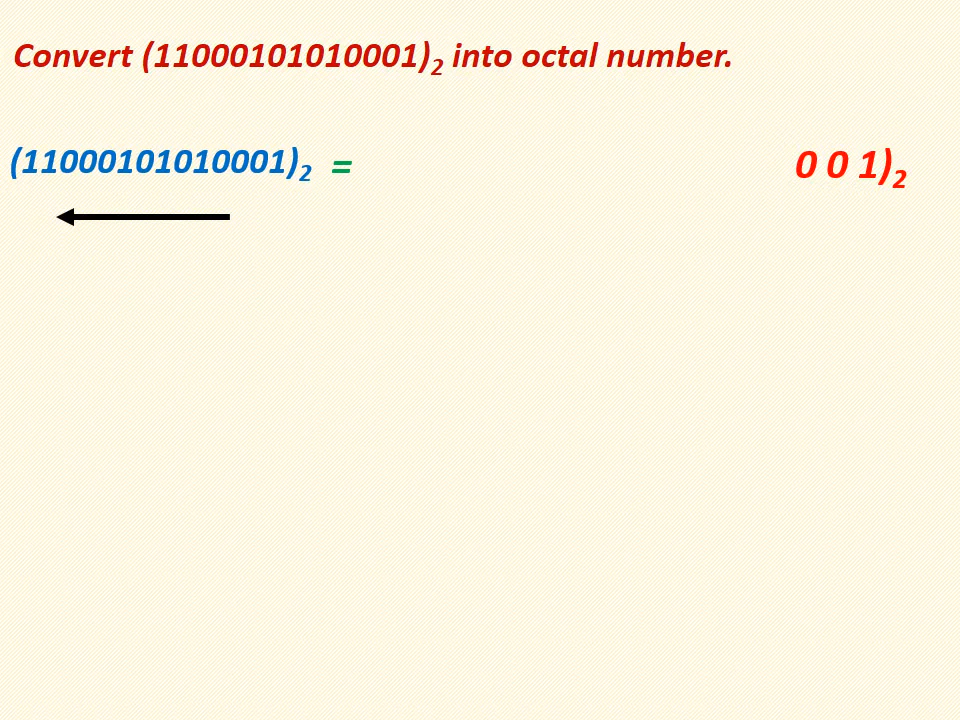 Convert (11000101010001)2 into octal number.
(11000101010001)2 = 0 0 1)2